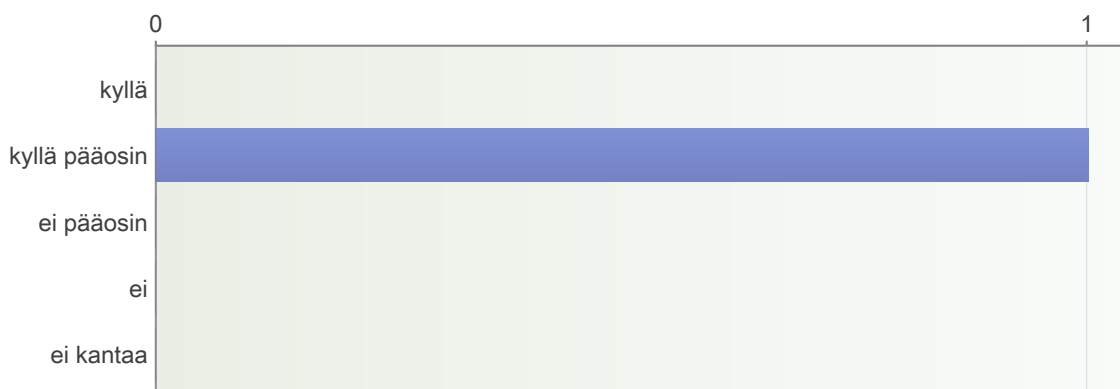 0 1
kyllä
kyllä pääosin
ei pääosin
ei
ei kantaa